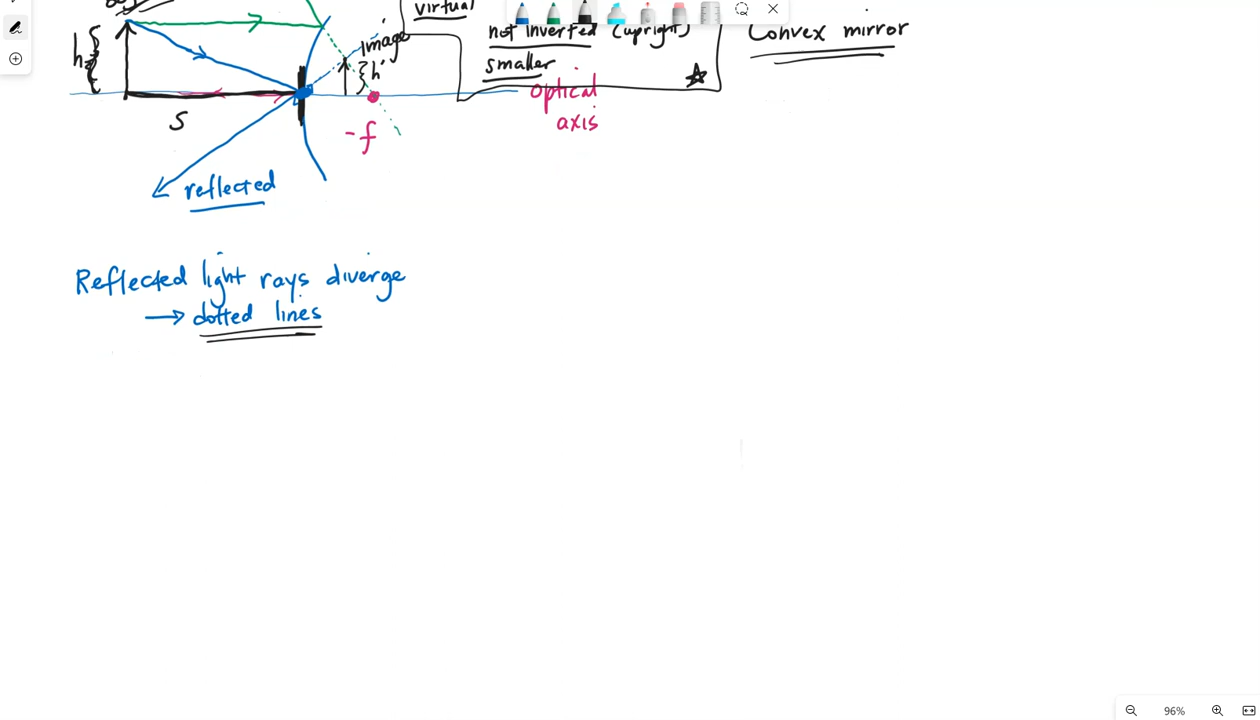 virtual
not inverted (upright)
smaller
Convex mirror
image
h
h'
optical
axis
S
-f
reflected
Reflected light rays diverge
→ dotted lines
96%